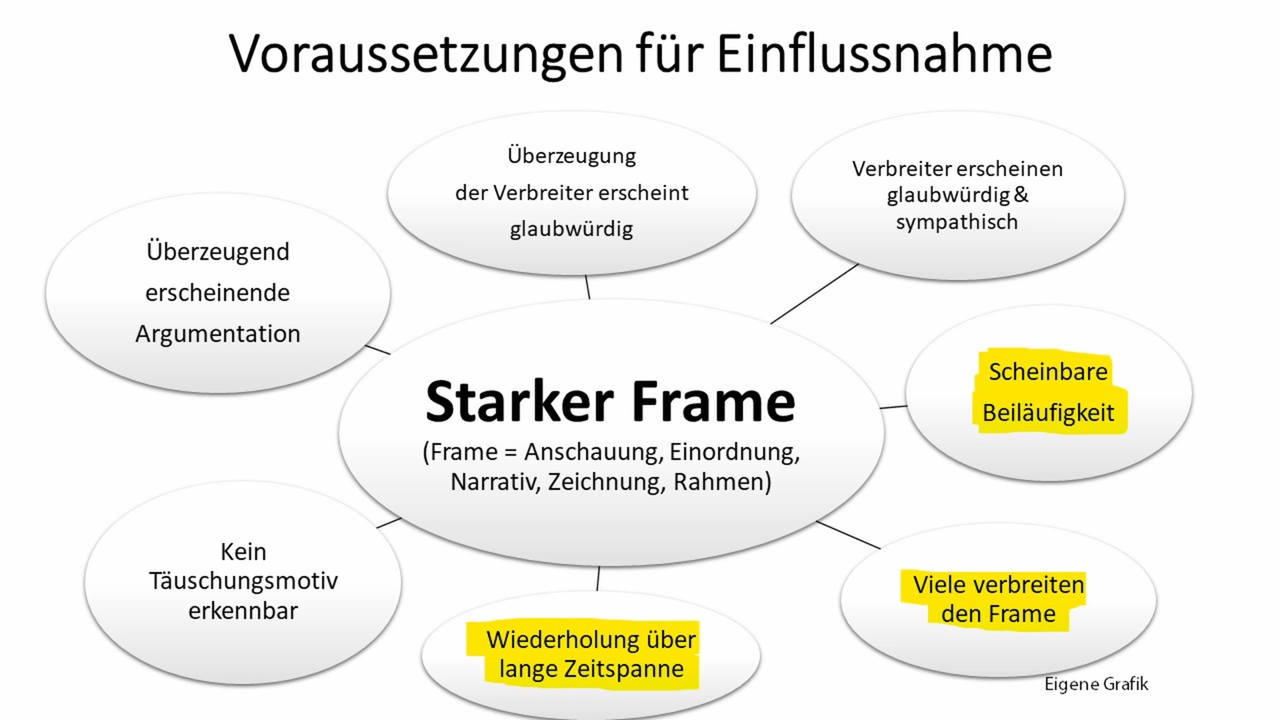 Voraussetzungen für Einflussnahme
Überzeugung
der Verbreiter erscheint
glaubwürdig
Verbreiter erscheinen
glaubwürdig &
sympathisch
Überzeugend
erscheinende
Argumentation
Starker Frame
(Frame = Anschauung, Einordnung,
Narrativ, Zeichnung, Rahmen)
Scheinbare
Beiläufigkeit
Kein
Täuschungsmotiv
erkennbar
Wiederholung über
lange Zeitspanne
Viele verbreiten
den Frame
Eigene Grafik